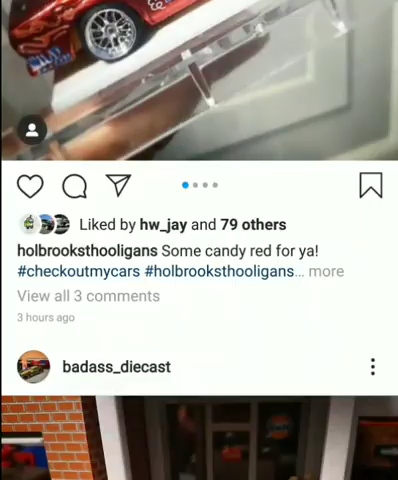 Liked by hw_jay and 79 others
holbrooksthooligans Some candy red for ya!
#checkoutmycars #holbrooksthooligans... more
View all 3 comments
3 hours ago
badass_diecast